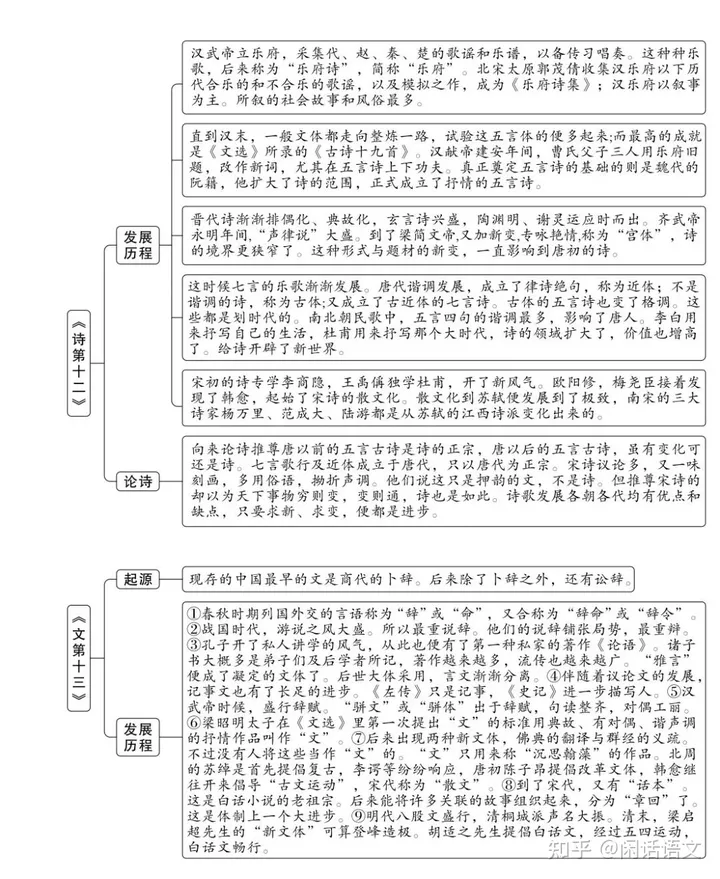 《诗第十二》
发展
历程
汉武帝立乐府，采集代、赵、秦、楚的歌谣和乐谱，以备传习唱奏。这种种乐
歌，后来称为“乐府诗”，简称“乐府”。北宋太原郭茂倩收集汉乐府以下历
代合乐的和不合乐的歌谣，以及模拟之作，成为《乐府诗集》；汉乐府以叙事
为主。所叙的社会故事和风俗最多。
直到汉末，一般文体都走向整炼一路，试验这五言体的便多起来;而最高的成就
是《文选》所录的《古诗十九首》。汉献帝建安年间，曹氏父子三人用乐府旧
题，改作新词，尤其在五言诗上下功夫。真正奠定五言诗的基础的则是魏代的
阮籍，他扩大了诗的范围，正式成立了抒情的五言诗。
晋代诗渐渐排偶化、典故化，玄言诗兴盛，陶渊明、谢灵运应时而出。齐武帝
永明年间，“声律说”大盛。到了梁简文帝,又加新变,专咏艳情,称为“宫体”，诗
的境界更狭窄了。这种形式与题材的新变，一直影响到唐初的诗。
这时候七言的乐歌渐渐发展。唐代谐调发展，成立了律诗绝句，称为近体；不是
谐调的诗，称为古体;又成立了古近体的七言诗。古体的五言诗也变了格调。这
些都是划时代的。南北朝民歌中，五言四句的谐调最多，影响了唐人。李白用
来抒写自己的生活，杜甫用来抒写那个大时代，诗的领域扩大了，价值也增高
了。给诗开辟了新世界。
宋初的诗专学李商隐，王禹偁独学杜甫，开了新风气。欧阳修，梅尧臣接着发
现了韩愈，起始了宋诗的散文化。散文化到苏轼便发展到了极致，南宋的三大
诗家杨万里、范成大、陆游都是从苏轼的江西诗派变化出来的。
论诗
向来论诗推尊唐以前的五言古诗是诗的正宗，唐以后的五言古诗，虽有变化可
还是诗。七言歌行及近体成立于唐代，只以唐代为正宗。宋诗议论多，又一味
刻画，多用俗语，拗折声调。他们说这只是押韵的文，不是诗。但推尊宋诗的
却以为天下事物穷则变，变则通，诗也是如此。诗歌发展各朝各代均有优点和
缺点，只要求新、求变，便都是进步。
《文第十三》
起源
现存的中国最早的文是商代的卜辞。后来除了卜辞之外，还有讼辞。
发展
历程
①春秋时期列国外交的言语称为“辞”或“命”，又合称为“辞命”或“辞令”。
②战国时代，游说之风大盛。所以最重说辞。他们的说辞铺张局势，最重辩。
③孔子开了私人讲学的风气，从此也便有了第一种私家的著作《论语》。诸子
书大概多是弟子们及后学者所记，著作越来越多，流传也越来越广。“雅言”
便成了凝定的文体了。后世大体采用，言文渐渐分离。④伴随着议论文的发展，
记事文也有了长足的进步。《左传》只是记事，《史记》进一步描写人。⑤汉
武帝时候，盛行辞赋。“骈文”或“骈体”出于辞赋，句读整齐，对偶工丽。
⑥梁昭明太子在《文选》里第一次提出“文”的标准用典故、有对偶、谐声调
的抒情作品叫作“文”。⑦后来出现两种新文体，佛典的翻译与群经的义疏。
不过没有人将这些当作“文”的。“文”只用来称“沉思翰藻”的作品。北周
的苏绰是首先提倡复古，李谔等纷纷响应，唐初陈子昂提倡改革文体，韩愈继
往开来倡导“古文运动”，宋代称为“散文”。⑧到了宋代，又有“话本”。
这是白话小说的老祖宗。后来能将许多关联的故事组织起来，分为“章回”了。
这是体制上一个大进步。⑨明代八股文盛行，清桐城派声名大振。清末，梁启
超先生的“新文体”可算登峰造极。胡适之先生提倡白话文，经过五四运动，
白话文畅行。
知乎 @闲话语文